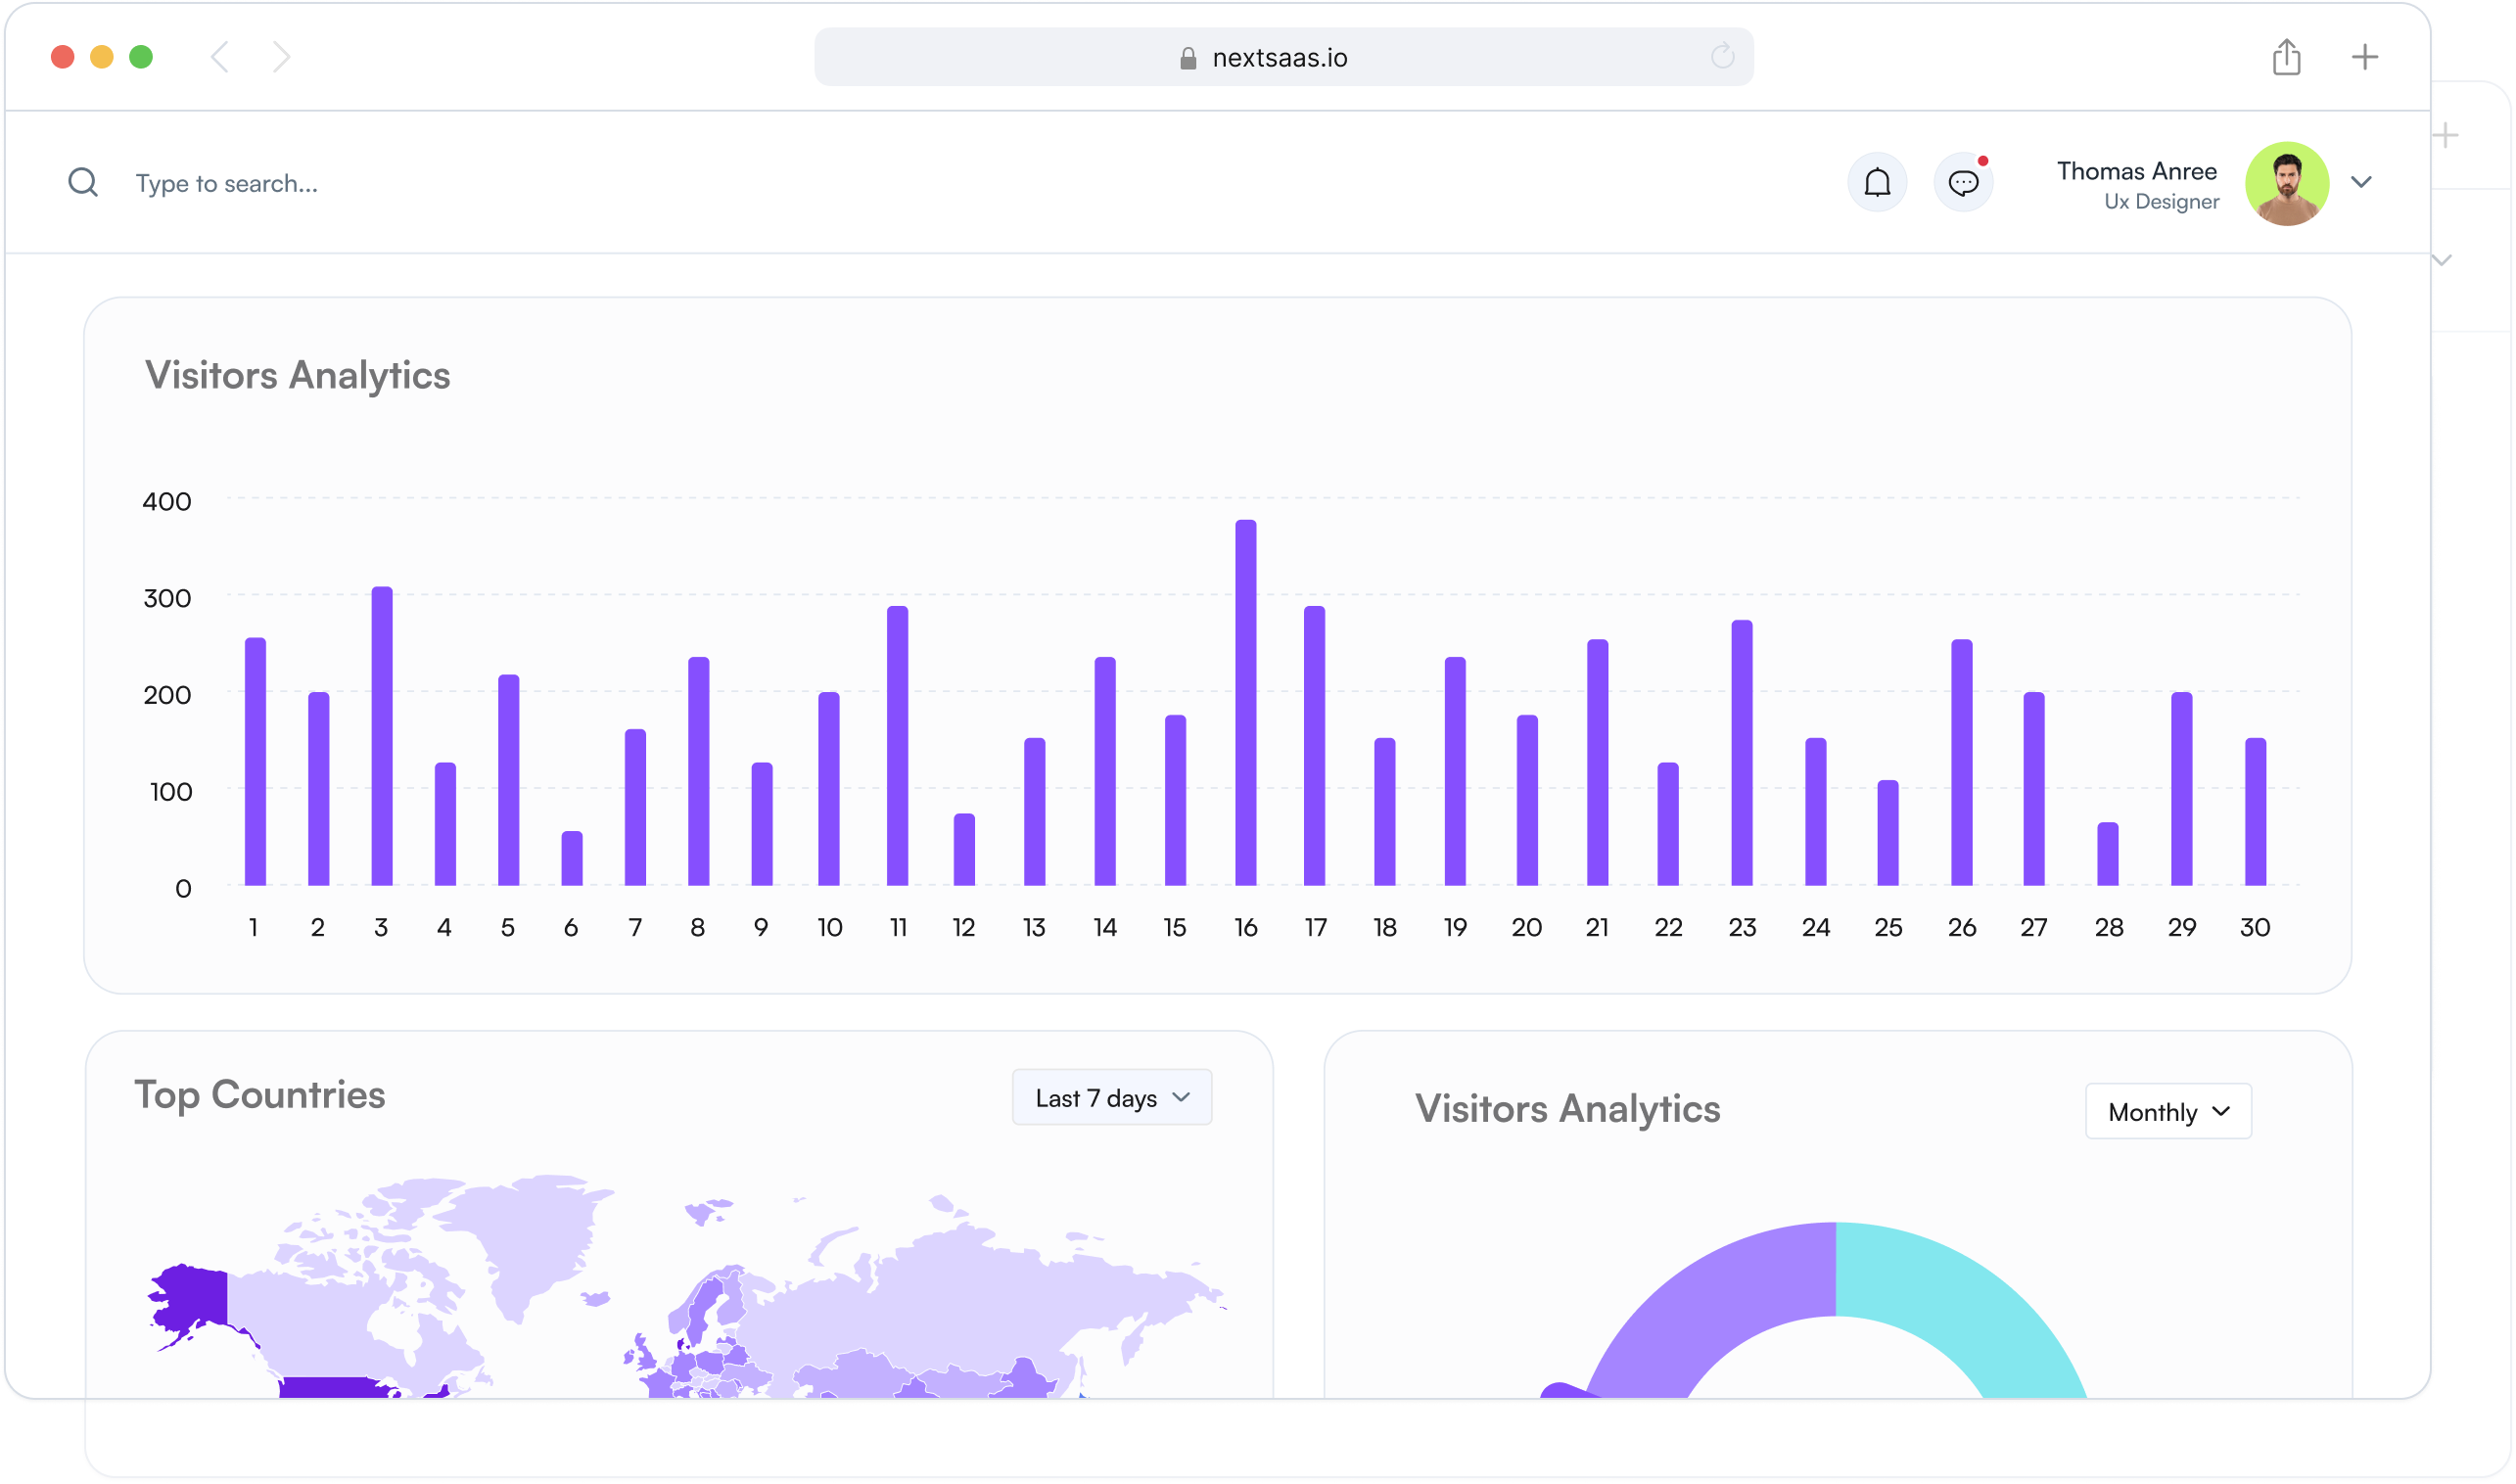 nextsaas.io
Type to search...
Thomas Anree
Ux Designer
Visitors Analytics
400
300
200
100
0
1 2 3 4 5 6 7 8 9 10 11 12 13 14 15 16 17 18 19 20 21 22 23 24 25 26 27 28 29 30
Top Countries
Last 7 days
Visitors Analytics
Monthly